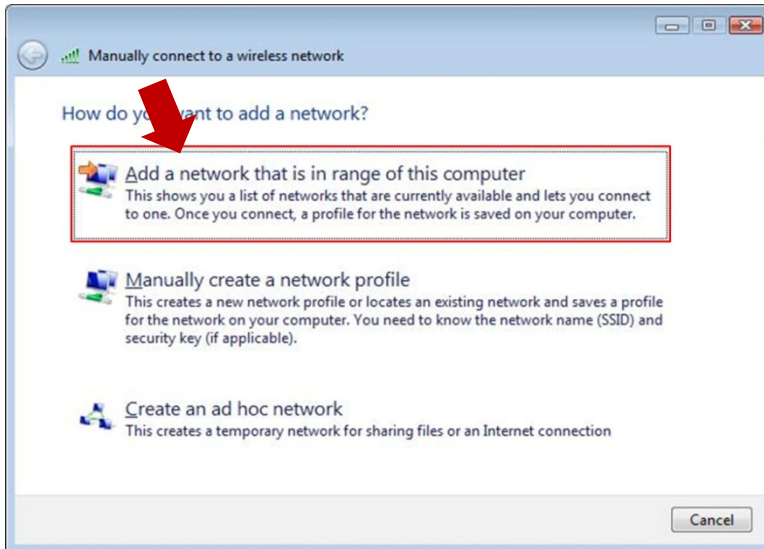 Manually connect to a wireless network
How do you want to add a network?
Add a network that is in range of this computer
This shows you a list of networks that are currently available and lets you connect
to one. Once you connect, a profile for the network is saved on your computer.
Manually create a network profile
This creates a new network profile or locates an existing network and saves a profile
for the network on your computer. You need to know the network name (SSID) and
security key (if applicable).
Create an ad hoc network
This creates a temporary network for sharing files or an Internet connection
Cancel